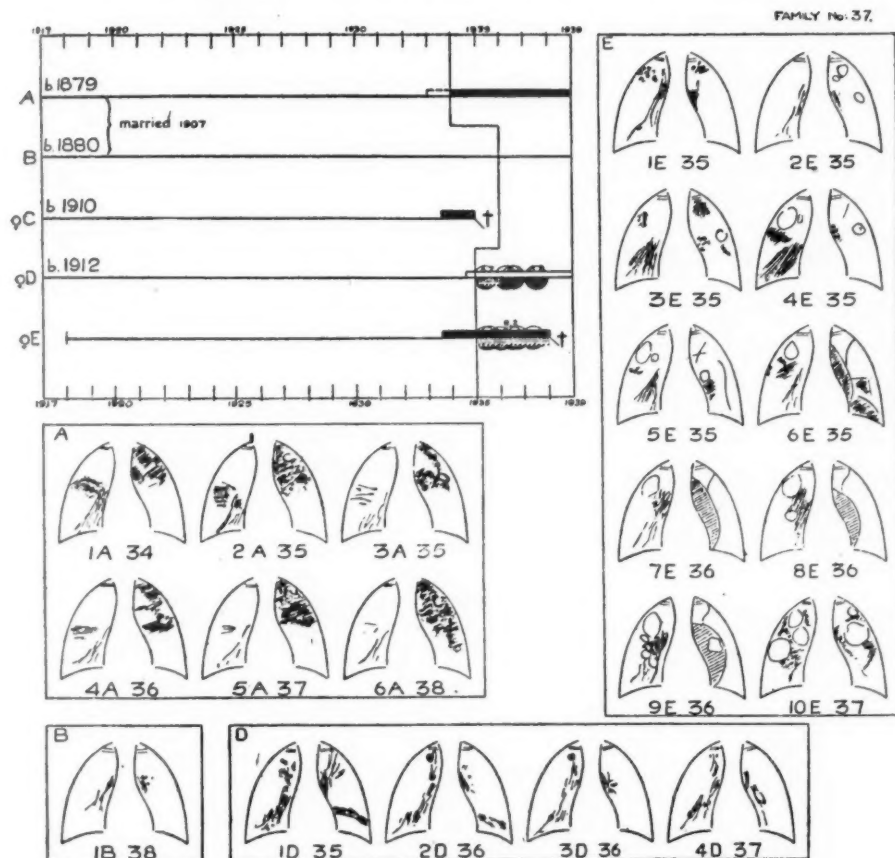 FAMILY No: 37.
1917 1920 1925 1930 1935 1939
A b.1879
married 1907
B b.1880
♀C b 1910 †
♀D b.1912
♀E †
1917 1920 1925 1930 1935 1939
A
1A 34 2A 35 3A 35
4A 36 5A 37 6A 38
B
1B 38
D
1D 35 2D 36 3D 36 4D 37
E
1E 35 2E 35
3E 35 4E 35
5E 35 6E 35
7E 36 8E 36
9E 36 10E 37